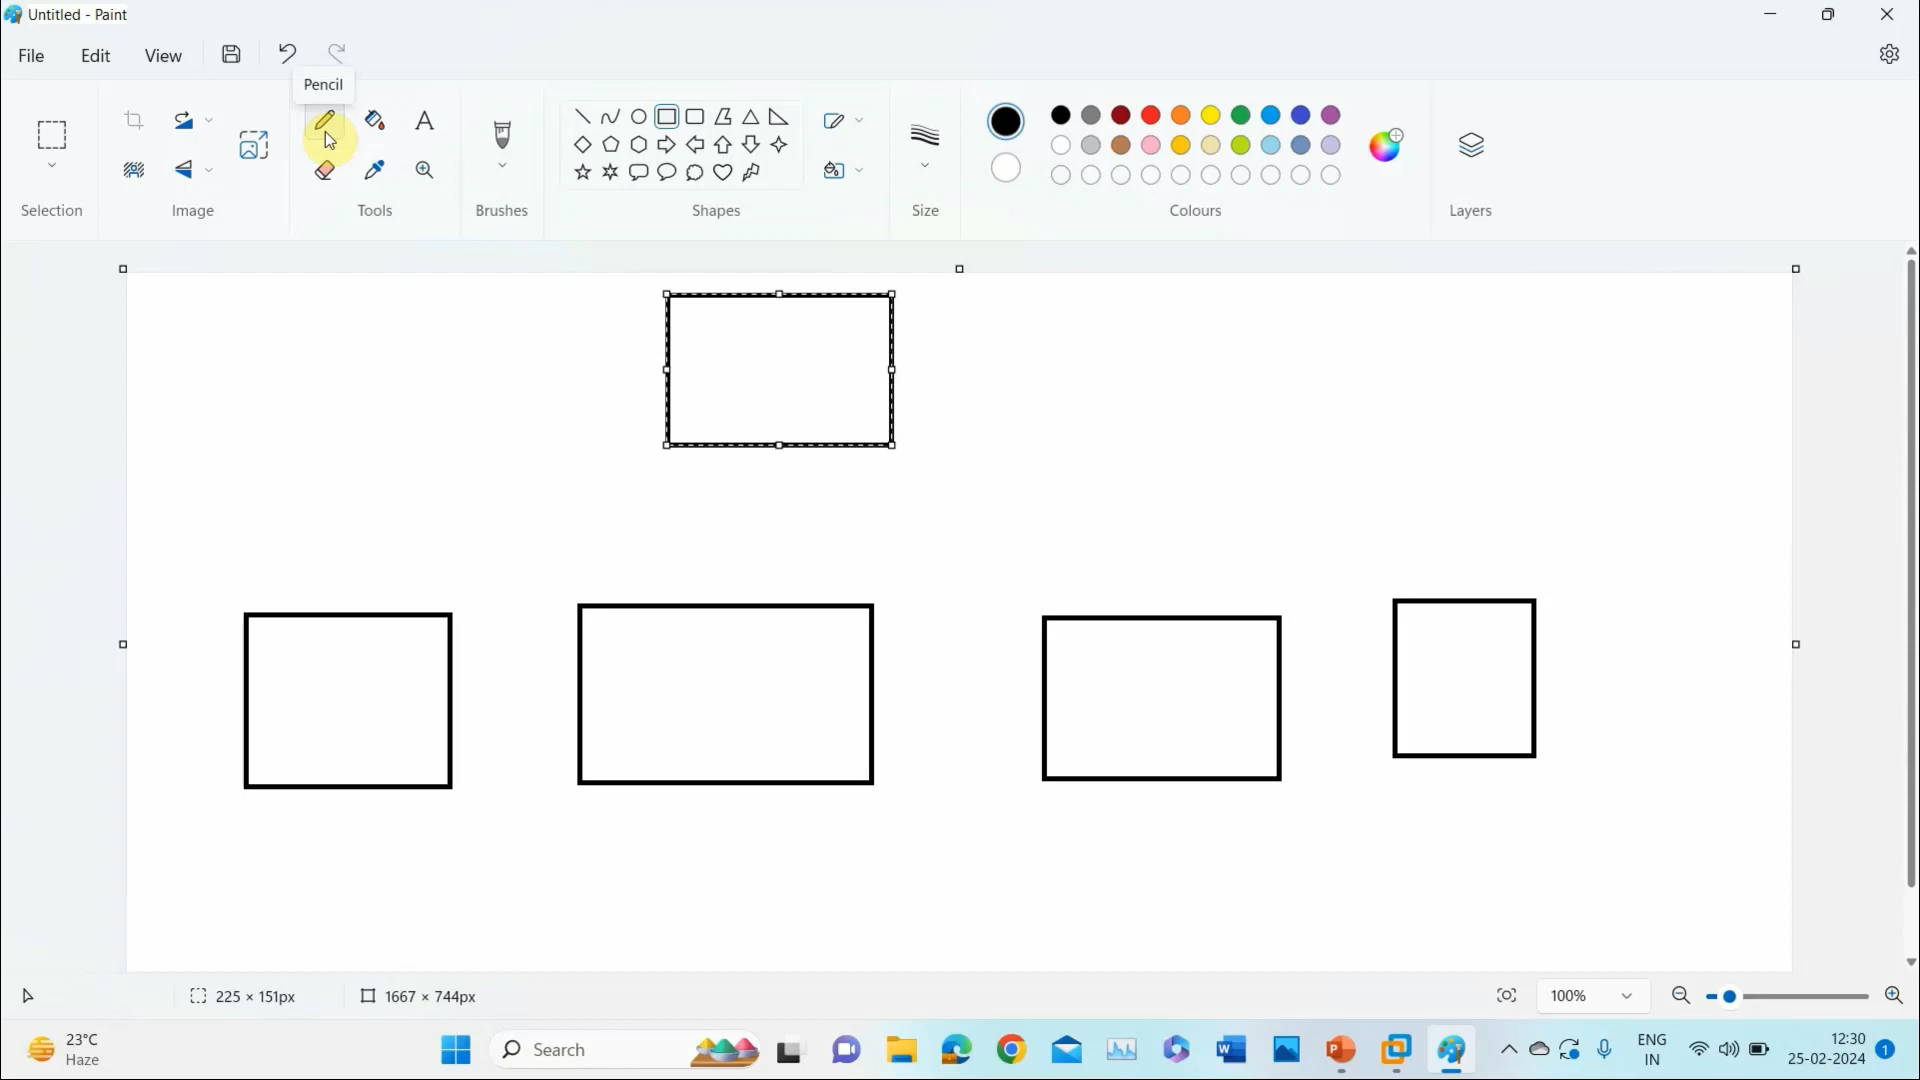 Untitled - Paint
File Edit View
Pencil
Selection Image Tools Brushes Shapes Size Colours Layers
225 × 151px 1667 × 744px 100%
23°C
Haze
Search
ENG
IN
12:30
25-02-2024
1